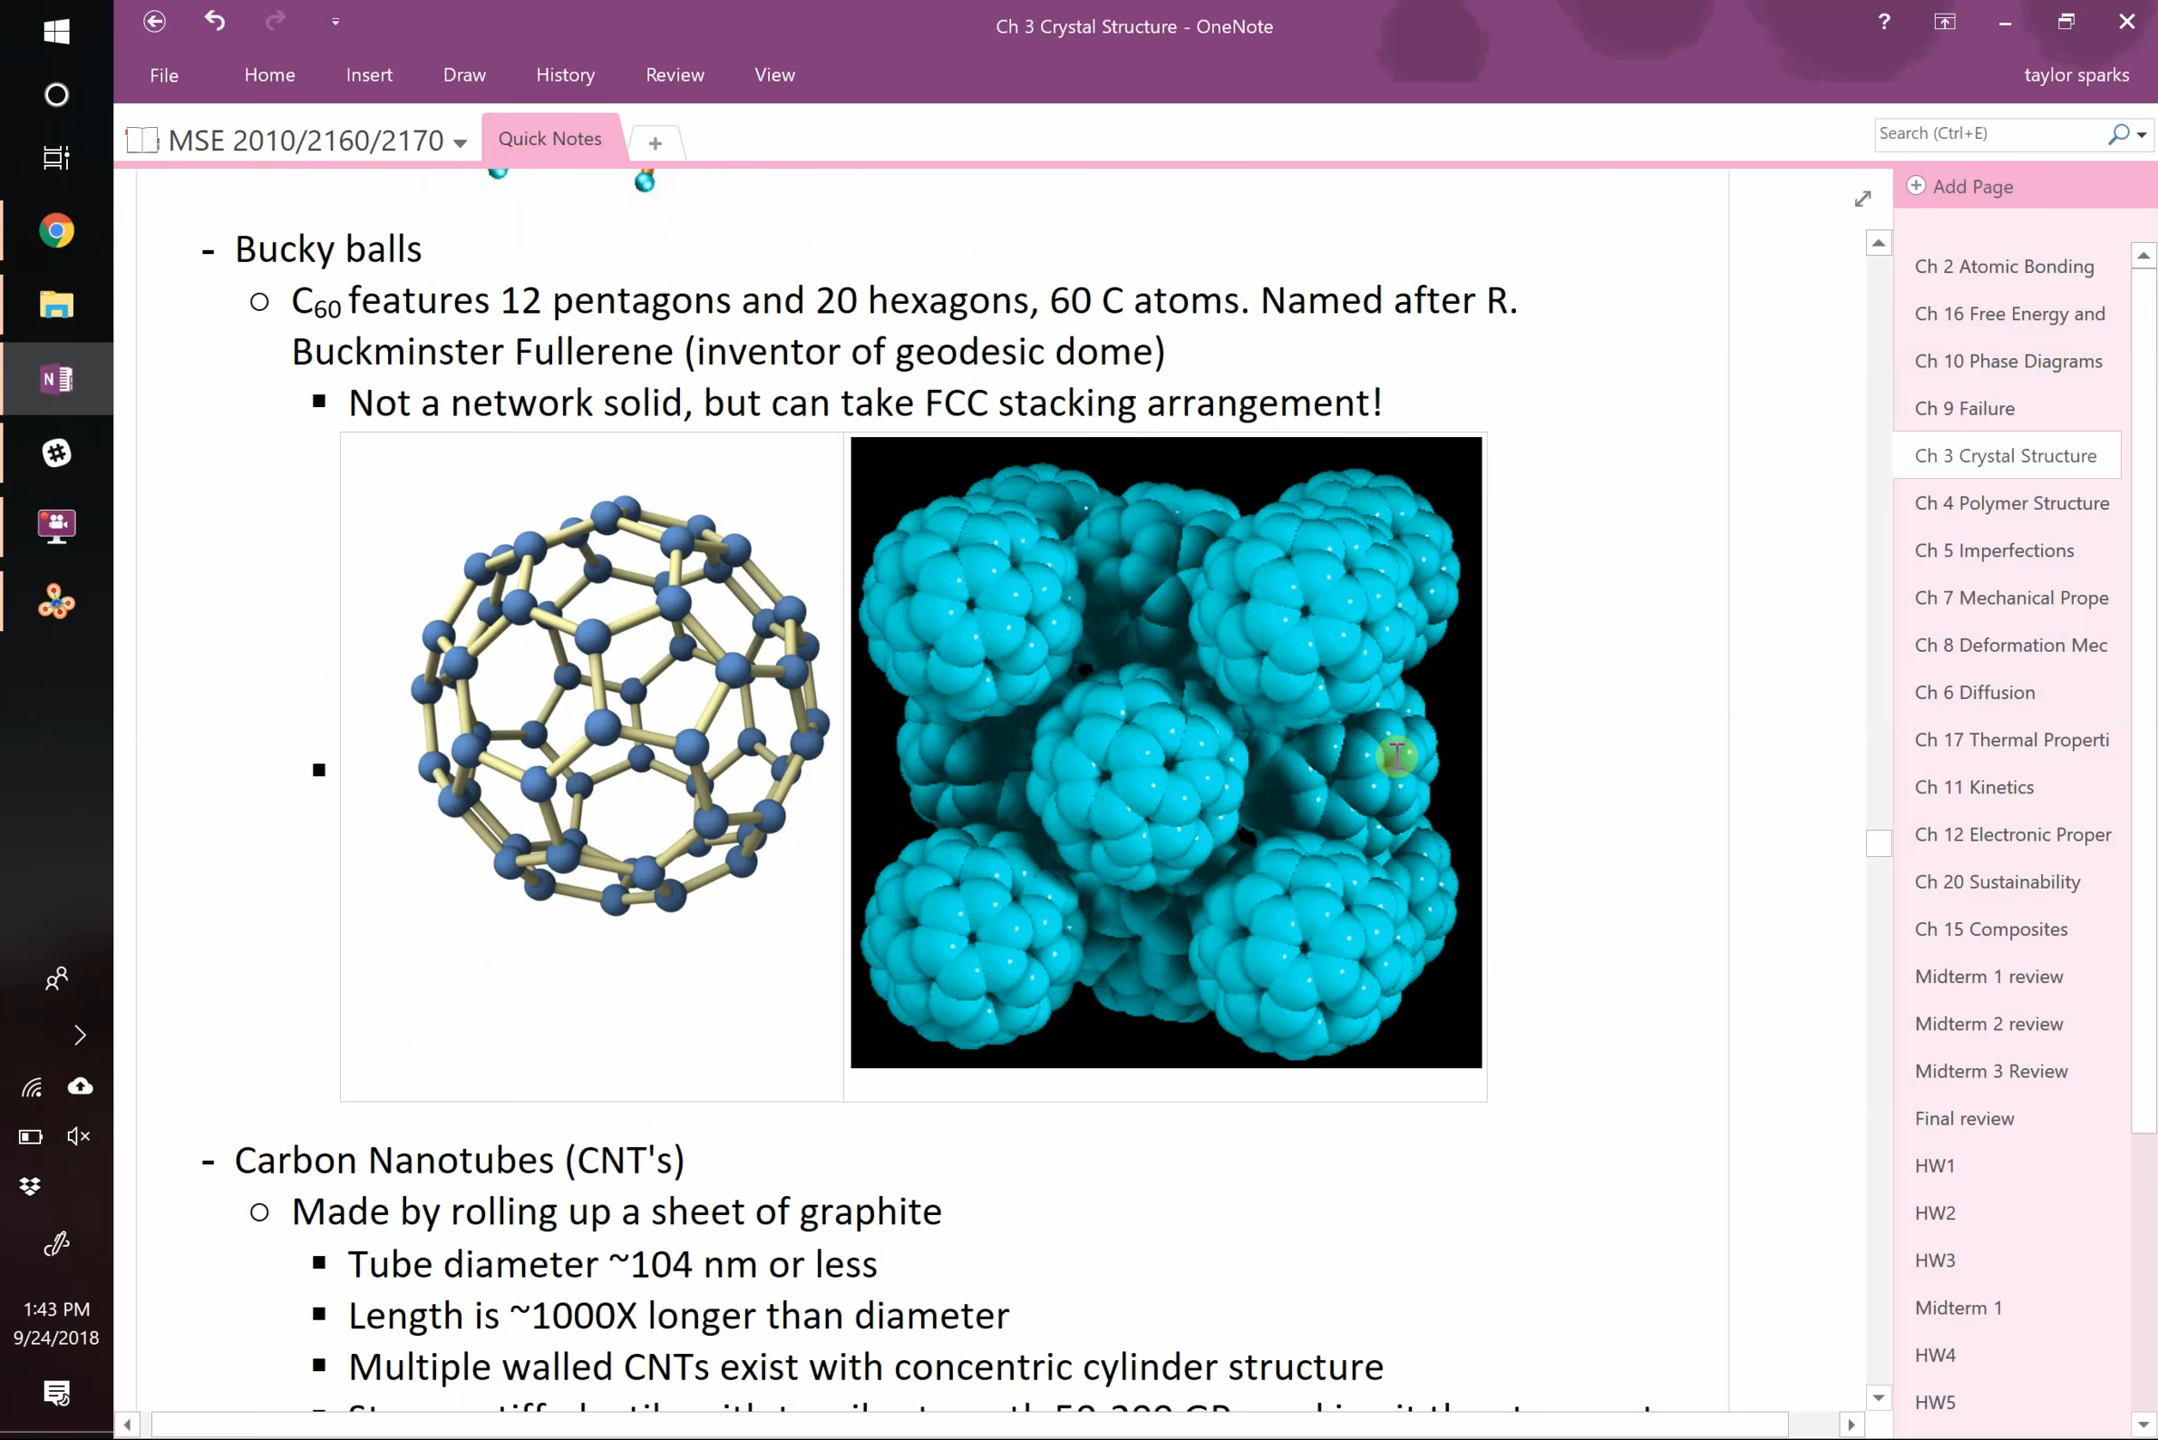 Ch 3 Crystal Structure - OneNote
?
File Home Insert Draw History Review View
taylor sparks
MSE 2010/2160/2170
Quick Notes
+
Search (Ctrl+E)
- Bucky balls
C60 features 12 pentagons and 20 hexagons, 60 C atoms. Named after R.
Buckminster Fullerene (inventor of geodesic dome)
Not a network solid, but can take FCC stacking arrangement!
- Carbon Nanotubes (CNT's)
Made by rolling up a sheet of graphite
Tube diameter ~104 nm or less
Length is ~1000X longer than diameter
Multiple walled CNTs exist with concentric cylinder structure
Add Page
Ch 2 Atomic Bonding
Ch 16 Free Energy and
Ch 10 Phase Diagrams
Ch 9 Failure
Ch 3 Crystal Structure
Ch 4 Polymer Structure
Ch 5 Imperfections
Ch 7 Mechanical Prope
Ch 8 Deformation Mec
Ch 6 Diffusion
Ch 17 Thermal Properti
Ch 11 Kinetics
Ch 12 Electronic Proper
Ch 20 Sustainability
Ch 15 Composites
Midterm 1 review
Midterm 2 review
Midterm 3 Review
Final review
HW1
HW2
HW3
Midterm 1
HW4
HW5
N
1:43 PM
9/24/2018